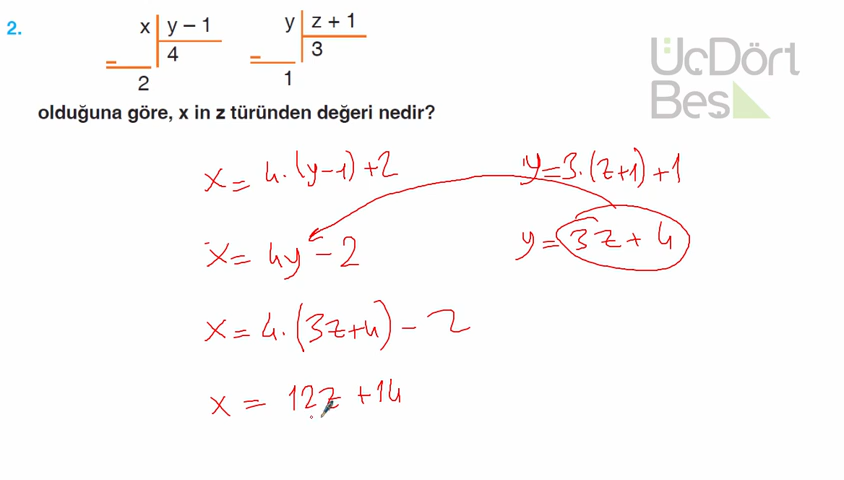 2.
x y – 1
4
2
y z + 1
3
1
ÜçDört
Beş
olduğuna göre, x in z türünden değeri nedir?
x = 4.(y-1)+2
y=3.(z+1)+1
x = 4y - 2
y = 3z + 4
x = 4.(3z+4) - 2
x = 12z + 14